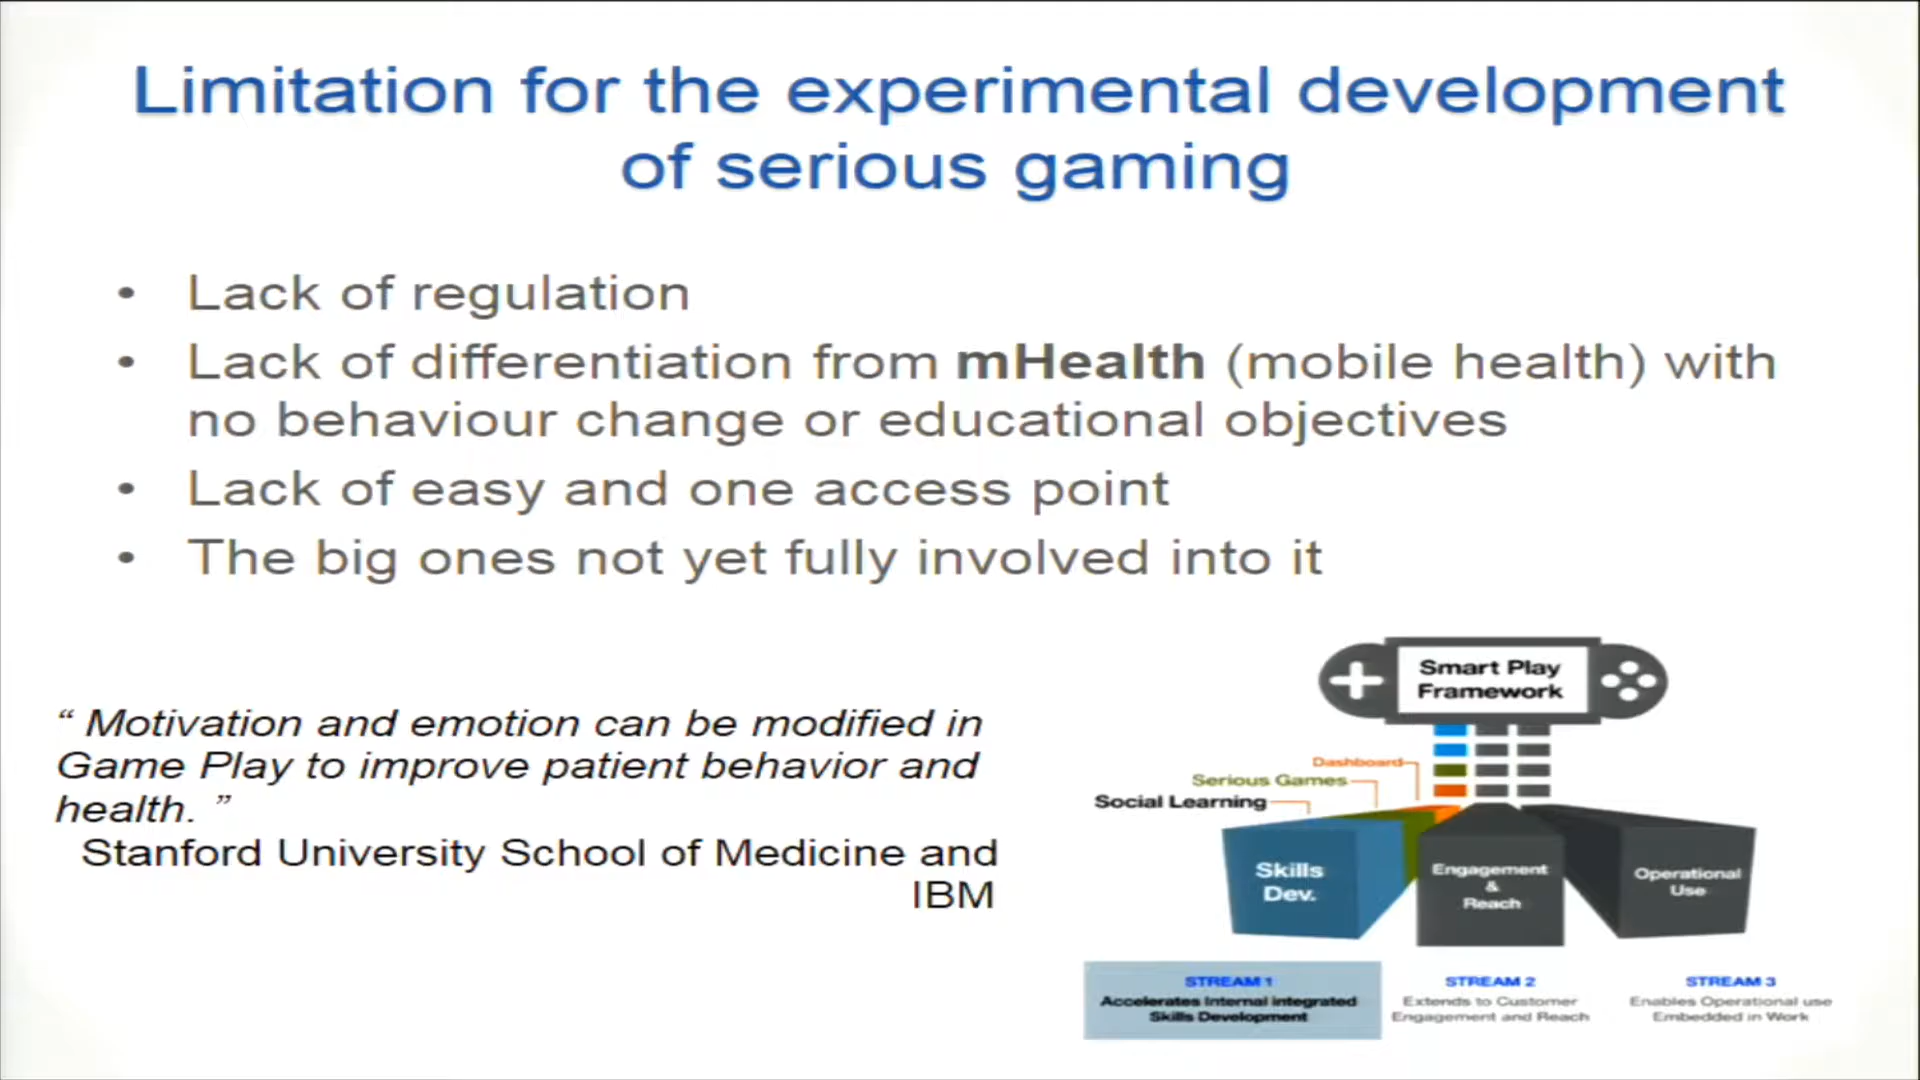 Limitation for the experimental development
of serious gaming
• Lack of regulation
• Lack of differentiation from mHealth (mobile health) with
no behaviour change or educational objectives
• Lack of easy and one access point
• The big ones not yet fully involved into it
“ Motivation and emotion can be modified in
Game Play to improve patient behavior and
health. ”
Stanford University School of Medicine and
IBM
Smart Play
Framework
Dashboard
Serious Games
Social Learning
Skills
Dev.
Engagement
&
Reach
Operational
Use
STREAM 1
Accelerates Internal integrated
Skills Development
STREAM 2
Extends to Customer
Engagement and Reach
STREAM 3
Enables Operational use
Embedded in Work